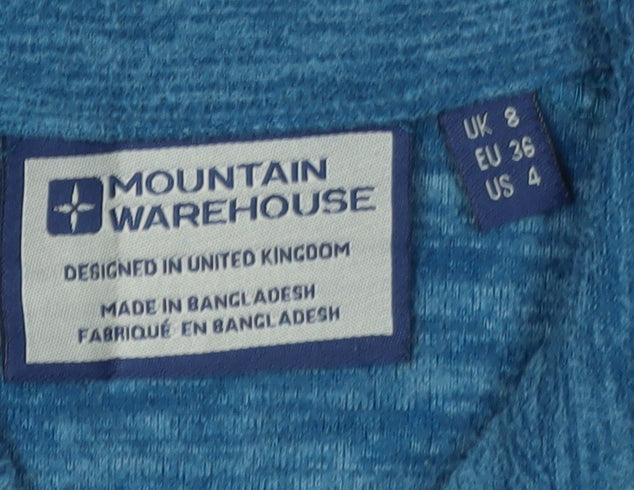 MOUNTAIN
WAREHOUSE
DESIGNED IN UNITED KINGDOM
MADE IN BANGLADESH
FABRIQUÉ EN BANGLADESH
UK 8
EU 36
US 4